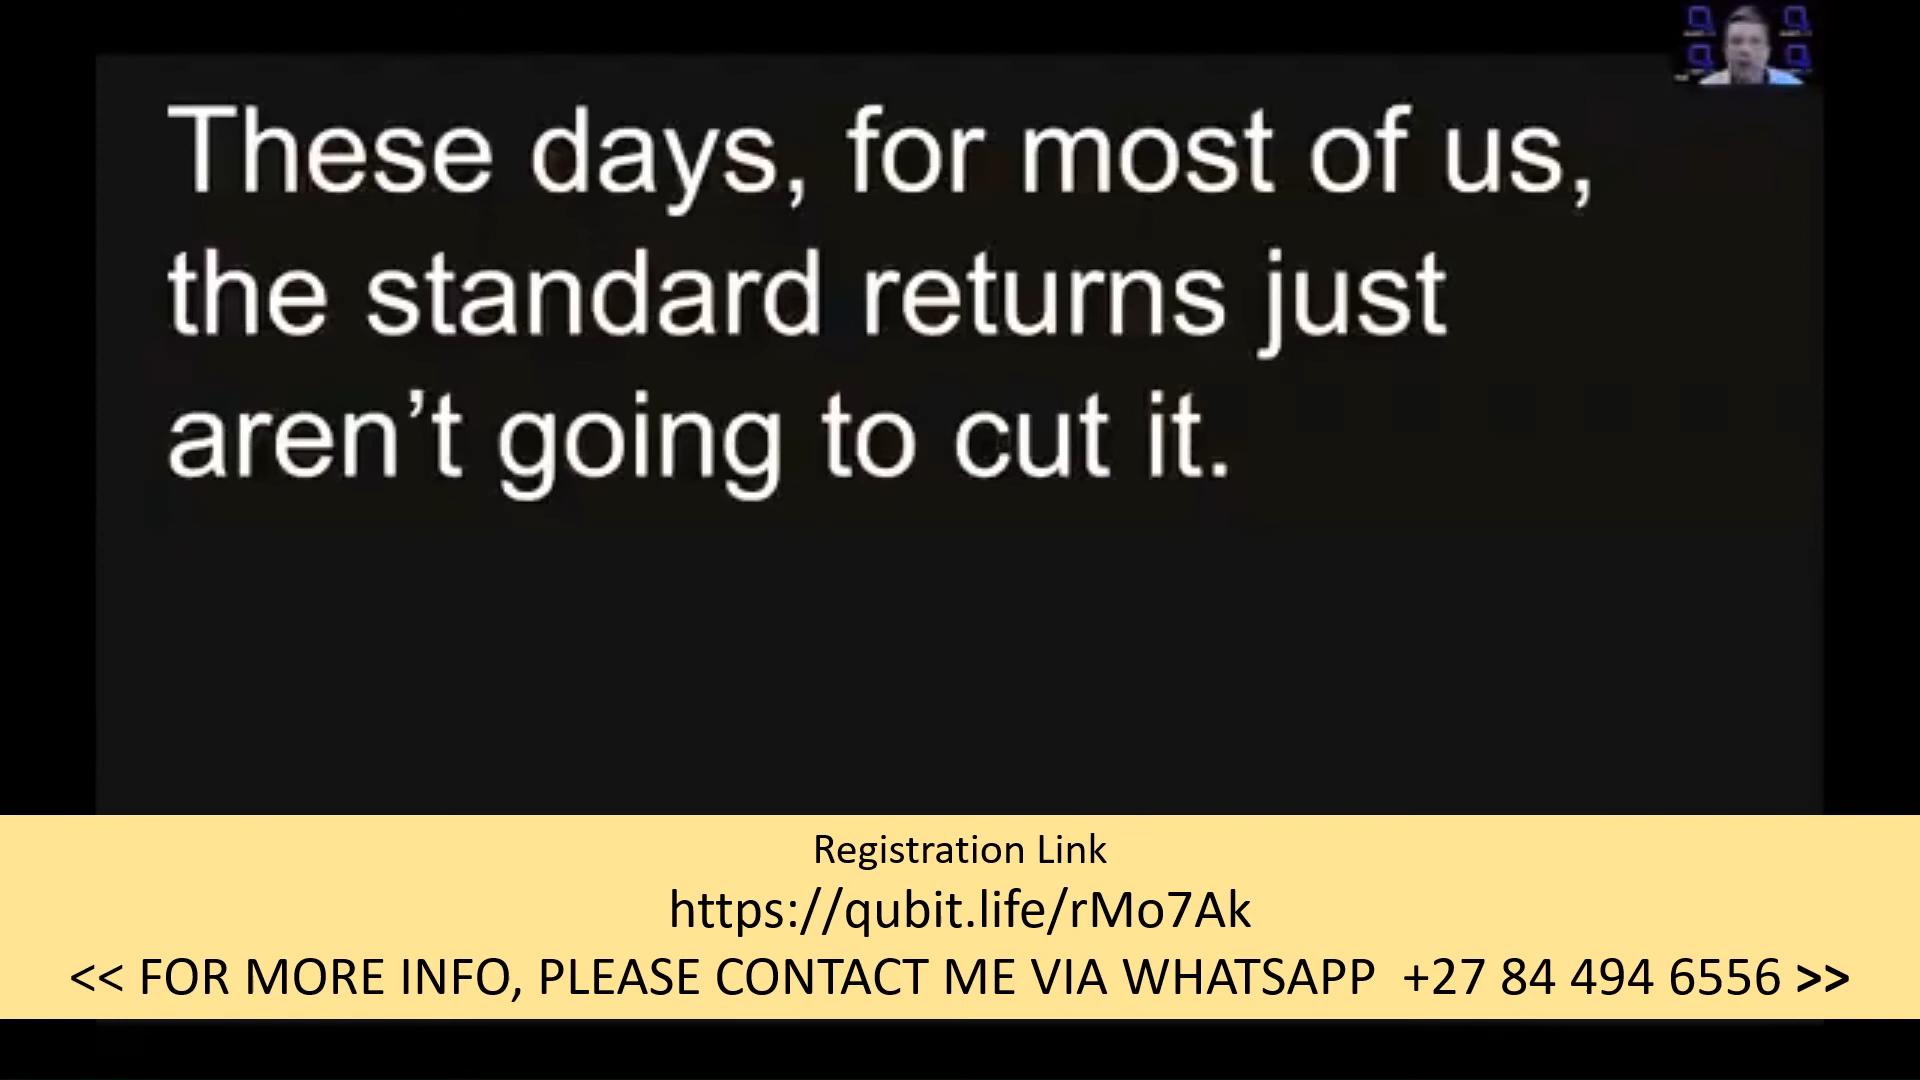 These days, for most of us,
the standard returns just
aren’t going to cut it.
Registration Link
https://qubit.life/rMo7Ak
<< FOR MORE INFO, PLEASE CONTACT ME VIA WHATSAPP +27 84 494 6556 >>